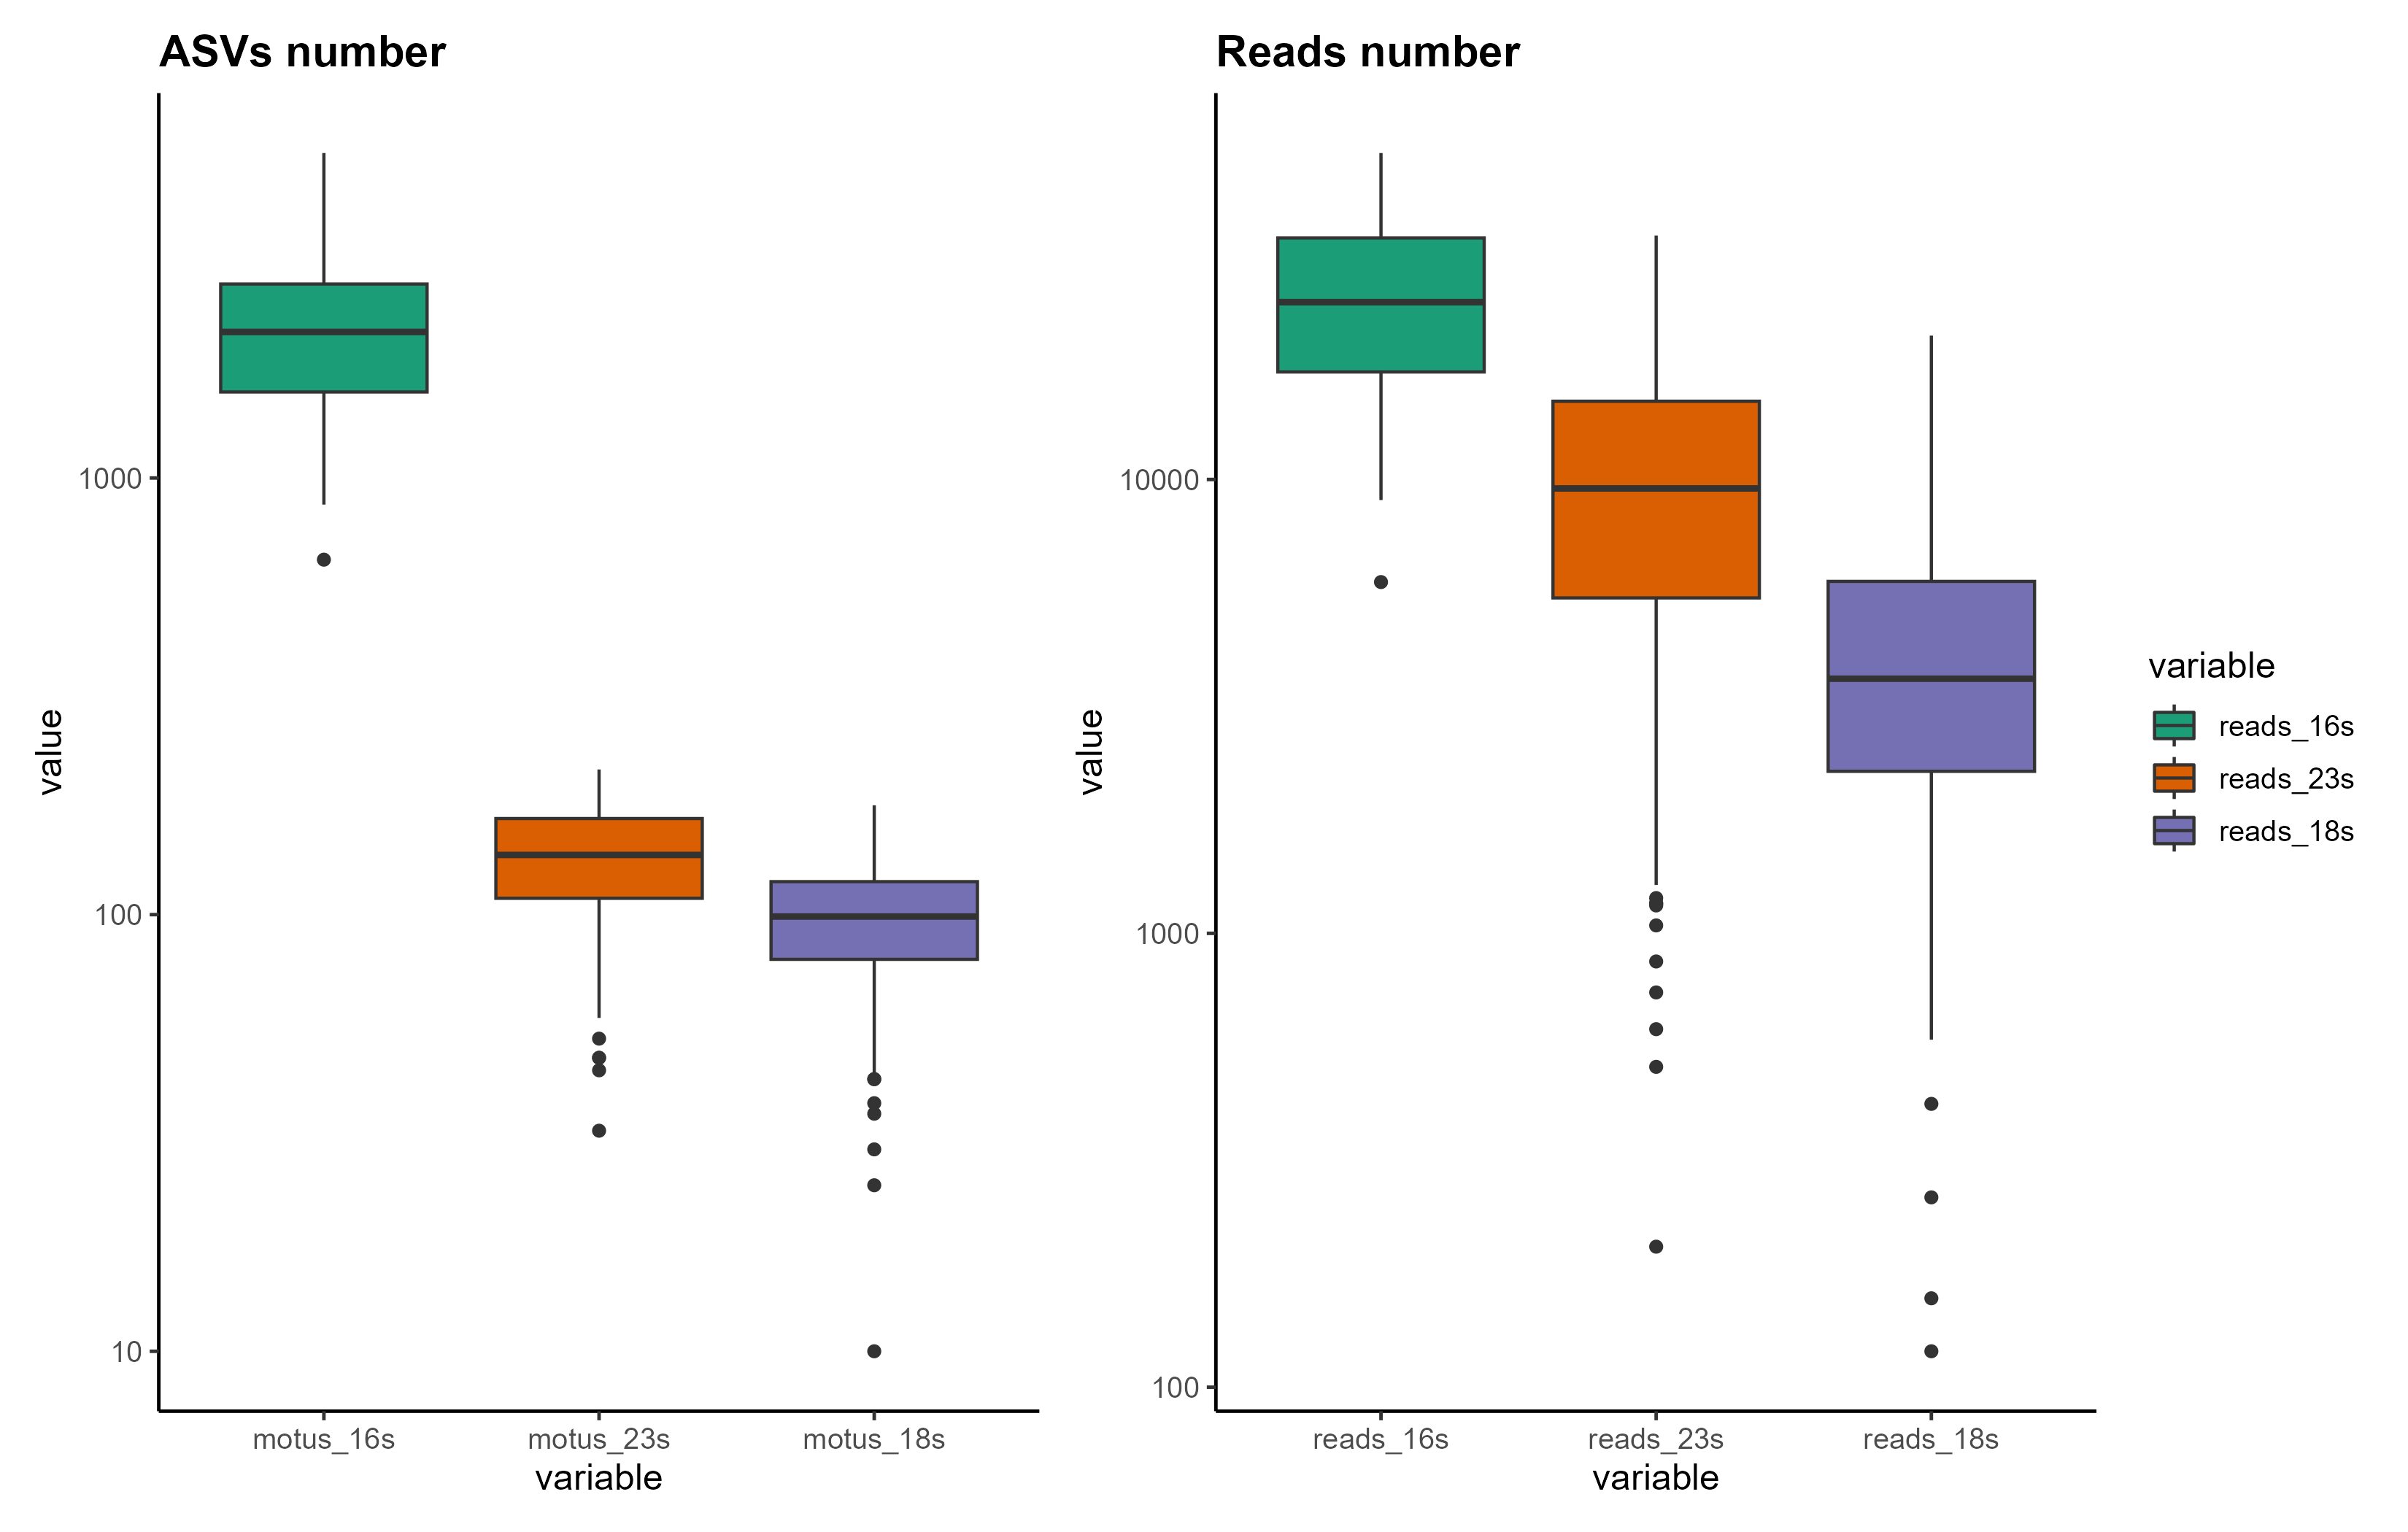 ASVs number
value
1000
100
10
motus_16s
motus_23s
motus_18s
variable
Reads number
value
10000
1000
100
reads_16s
reads_23s
reads_18s
variable
variable
reads_16s
reads_23s
reads_18s